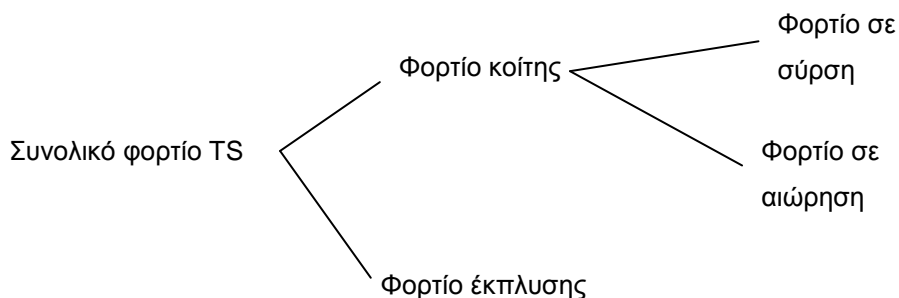 Φορτίο σε
σύρση
Φορτίο κοίτης
Συνολικό φορτίο TS
Φορτίο σε
αιώρηση
Φορτίο έκπλυσης